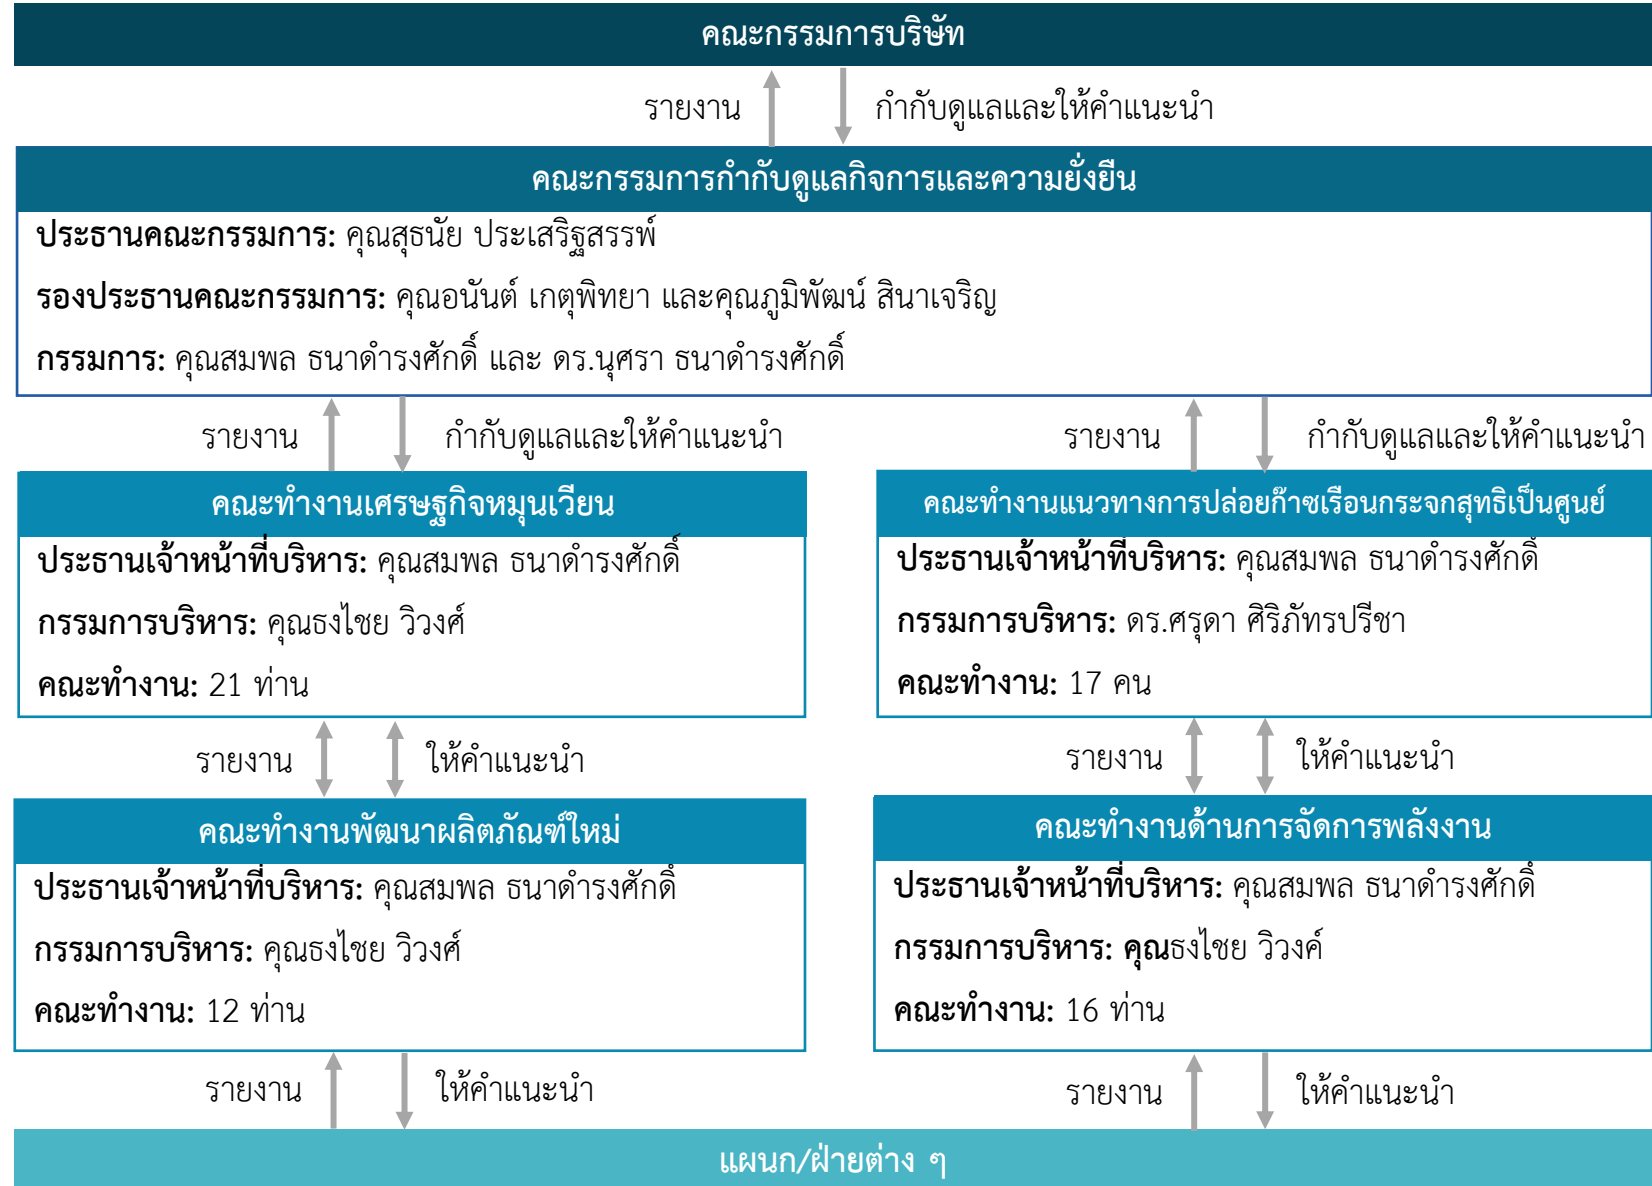 คณะกรรมการบริษัท
รายงาน กำกับดูแลและให้คำแนะนำ
คณะกรรมการกำกับดูแลกิจการและความยั่งยืน
ประธานคณะกรรมการ: คุณสุธนัย ประเสริฐสรรพ์
รองประธานคณะกรรมการ: คุณอนันต์ เกตุพิทยา และคุณภูมิพัฒน์ สินาเจริญ
กรรมการ: คุณสมพล ธนาดำรงศักดิ์ และ ดร.นุศรา ธนาดำรงศักดิ์
รายงาน กำกับดูแลและให้คำแนะนำ
รายงาน กำกับดูแลและให้คำแนะนำ
คณะทำงานเศรษฐกิจหมุนเวียน
ประธานเจ้าหน้าที่บริหาร: คุณสมพล ธนาดำรงศักดิ์
กรรมการบริหาร: คุณธงไชย วิวงศ์
คณะทำงาน: 21 ท่าน
คณะทำงานแนวทางการปล่อยก๊าซเรือนกระจกสุทธิเป็นศูนย์
ประธานเจ้าหน้าที่บริหาร: คุณสมพล ธนาดำรงศักดิ์
กรรมการบริหาร: ดร.ศรุดา ศิริภัทรปรีชา
คณะทำงาน: 17 คน
รายงาน ให้คำแนะนำ
รายงาน ให้คำแนะนำ
คณะทำงานพัฒนาผลิตภัณฑ์ใหม่
ประธานเจ้าหน้าที่บริหาร: คุณสมพล ธนาดำรงศักดิ์
กรรมการบริหาร: คุณธงไชย วิวงศ์
คณะทำงาน: 12 ท่าน
คณะทำงานด้านการจัดการพลังงาน
ประธานเจ้าหน้าที่บริหาร: คุณสมพล ธนาดำรงศักดิ์
กรรมการบริหาร: คุณธงไชย วิวงค์
คณะทำงาน: 16 ท่าน
รายงาน ให้คำแนะนำ
รายงาน ให้คำแนะนำ
แผนก/ฝ่ายต่าง ๆ